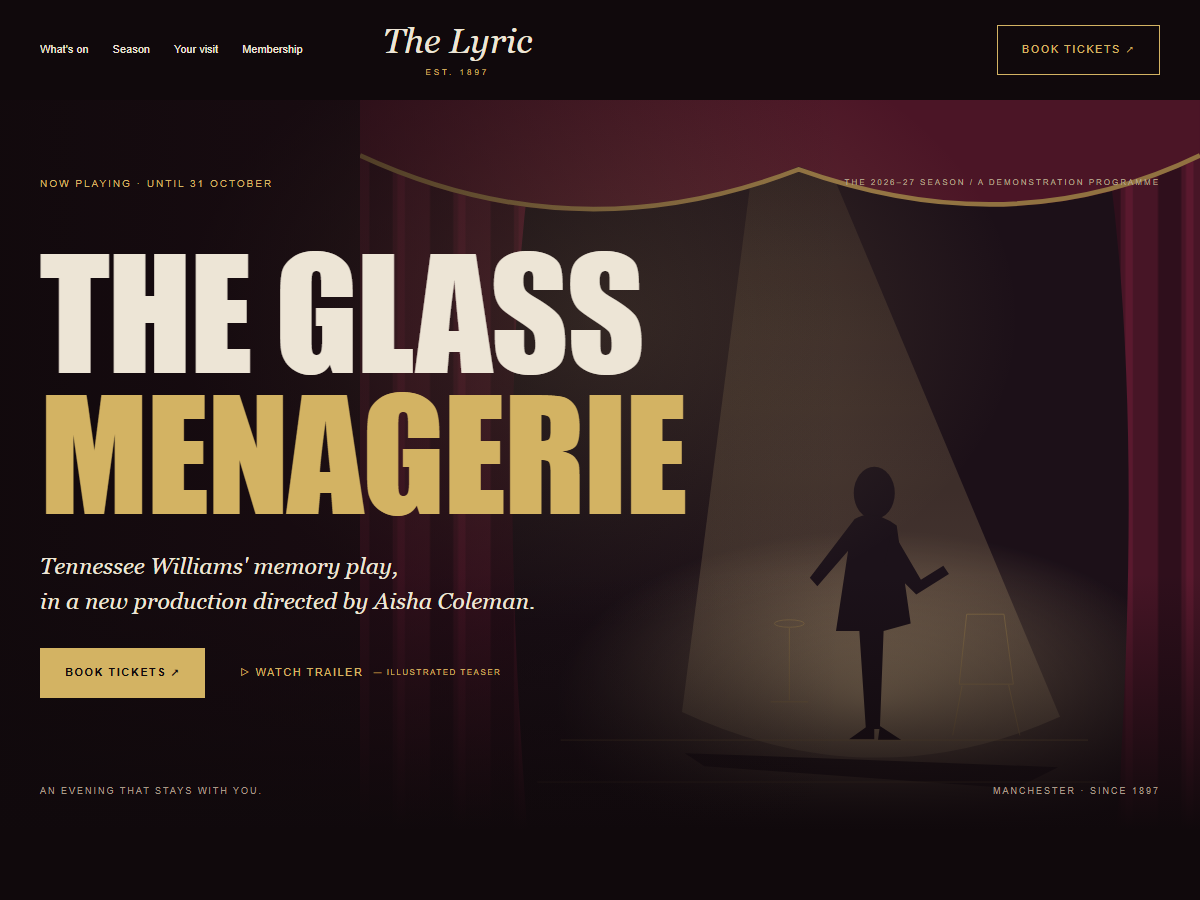 What's on
Season
Your visit
Membership
The Lyric
EST. 1897
BOOK TICKETS ↗
NOW PLAYING · UNTIL 31 OCTOBER
THE 2026–27 SEASON / A DEMONSTRATION PROGRAMME
THE GLASS
MENAGERIE
Tennessee Williams' memory play,
in a new production directed by Aisha Coleman.
BOOK TICKETS ↗
▷ WATCH TRAILER — ILLUSTRATED TEASER
AN EVENING THAT STAYS WITH YOU.
MANCHESTER · SINCE 1897